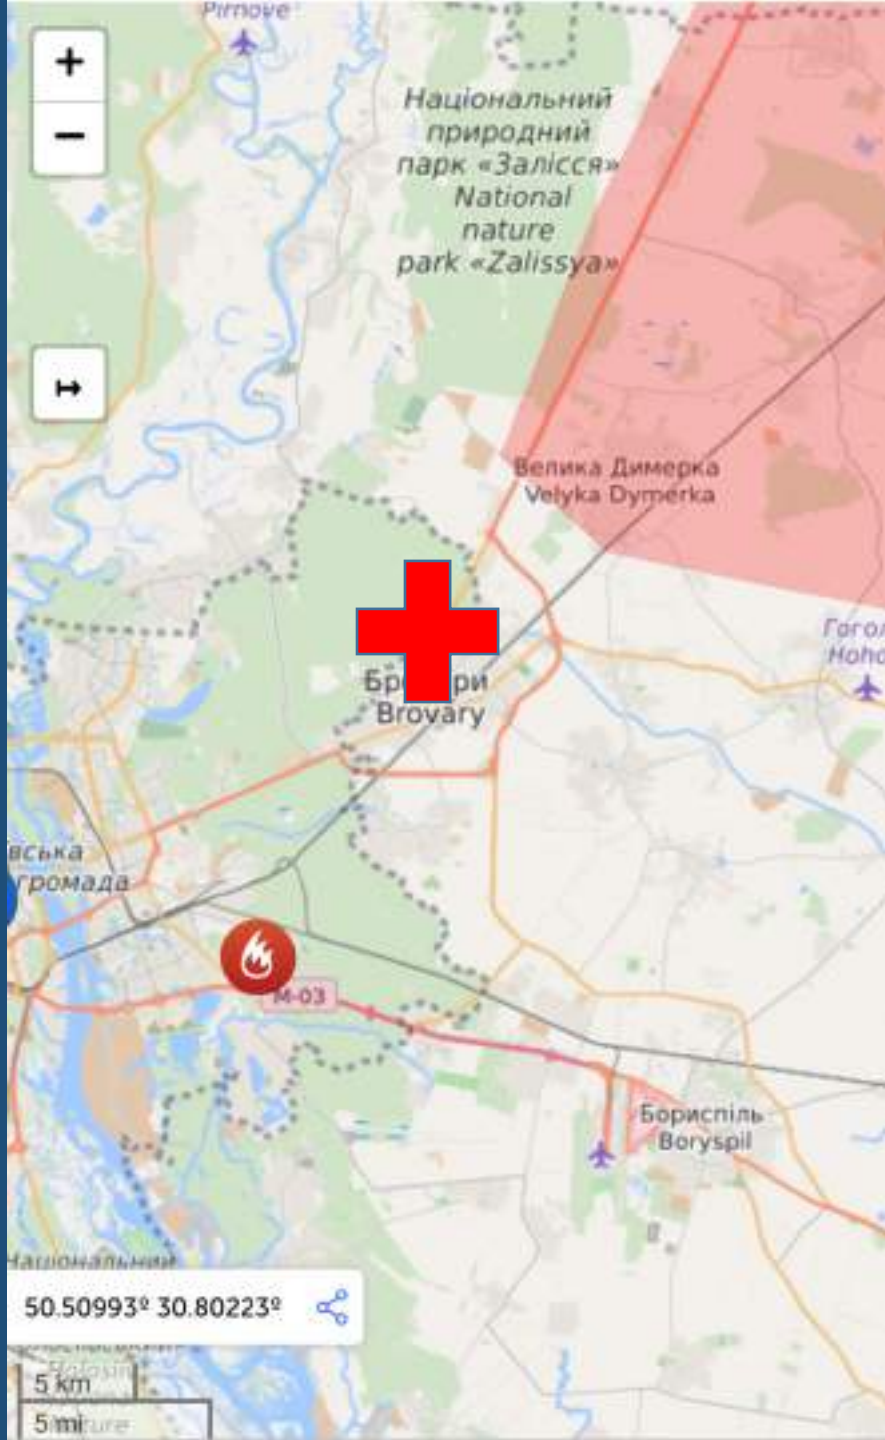 Pirnove
+
−
Національний
природний
парк «Залісся»
National
nature
park «Zalissya»
Велика Димерка
Velyka Dymerka
Brovary
громада
M-03
Бориспіль
Boryspil
Національний
50.50993º 30.80223º
5 km
5 mi